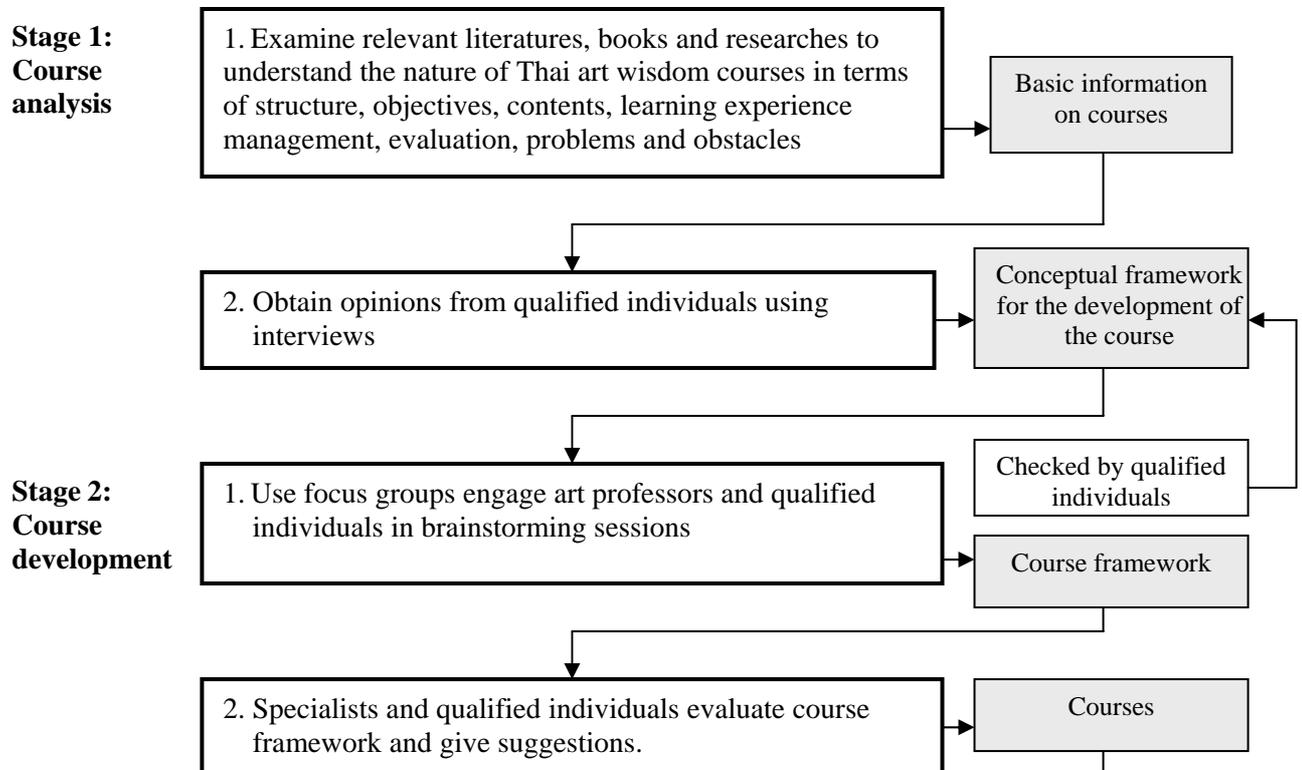 Stage 1:
Course
analysis
1. Examine relevant literatures, books and researches to
understand the nature of Thai art wisdom courses in terms
of structure, objectives, contents, learning experience
management, evaluation, problems and obstacles
Basic information
on courses
2. Obtain opinions from qualified individuals using
interviews
Conceptual framework
for the development of
the course
Checked by qualified
individuals
Stage 2:
Course
development
1. Use focus groups engage art professors and qualified
individuals in brainstorming sessions
Course framework
2. Specialists and qualified individuals evaluate course
framework and give suggestions.
Courses